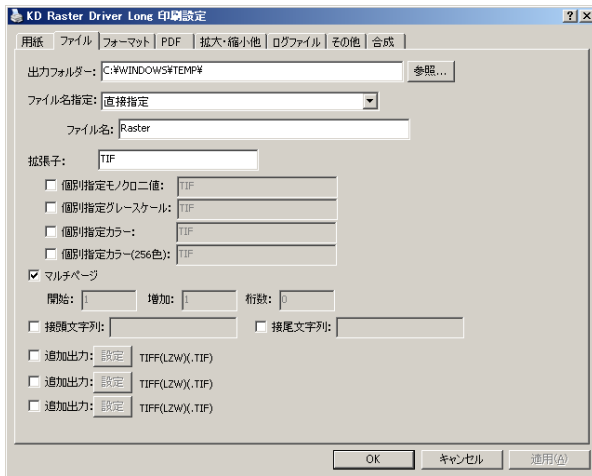 KD Raster Driver Long 印刷設定
用紙 ファイル フォーマット PDF 拡大・縮小他 ログファイル その他 合成
出力フォルダー: C:¥WINDOWS¥TEMP¥ 参照...
ファイル名指定: 直接指定
ファイル名: Raster
拡張子: TIF
個別指定モノクロ二値: TIF
個別指定グレースケール: TIF
個別指定カラー: TIF
個別指定カラー(256色): TIF
マルチページ
開始: 1 増加: 1 桁数: 0
接頭文字列: 接尾文字列:
追加出力: 設定 TIFF(LZW)(.TIF)
追加出力: 設定 TIFF(LZW)(.TIF)
追加出力: 設定 TIFF(LZW)(.TIF)
OK キャンセル 適用(A)